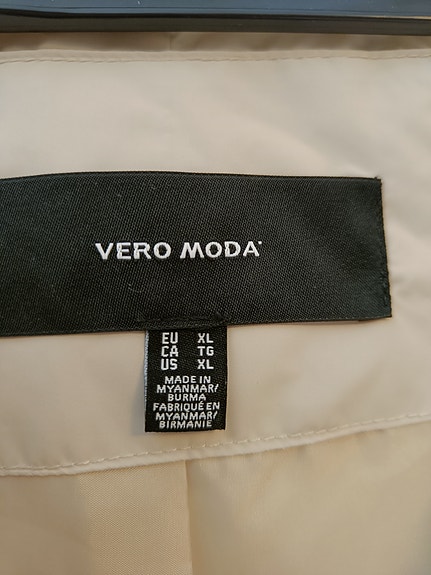 VERO MODA
EU XL
CA TG
US XL
MADE IN
MYANMAR/
BURMA
FABRIQUÉ EN
MYANMAR/
BIRMANIE